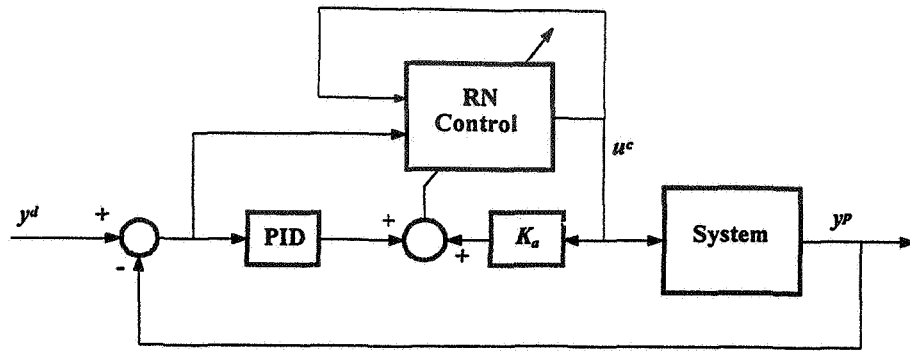 RN
Control
u^c
y^d
+
-
PID
+
+
K_a
System
y^p